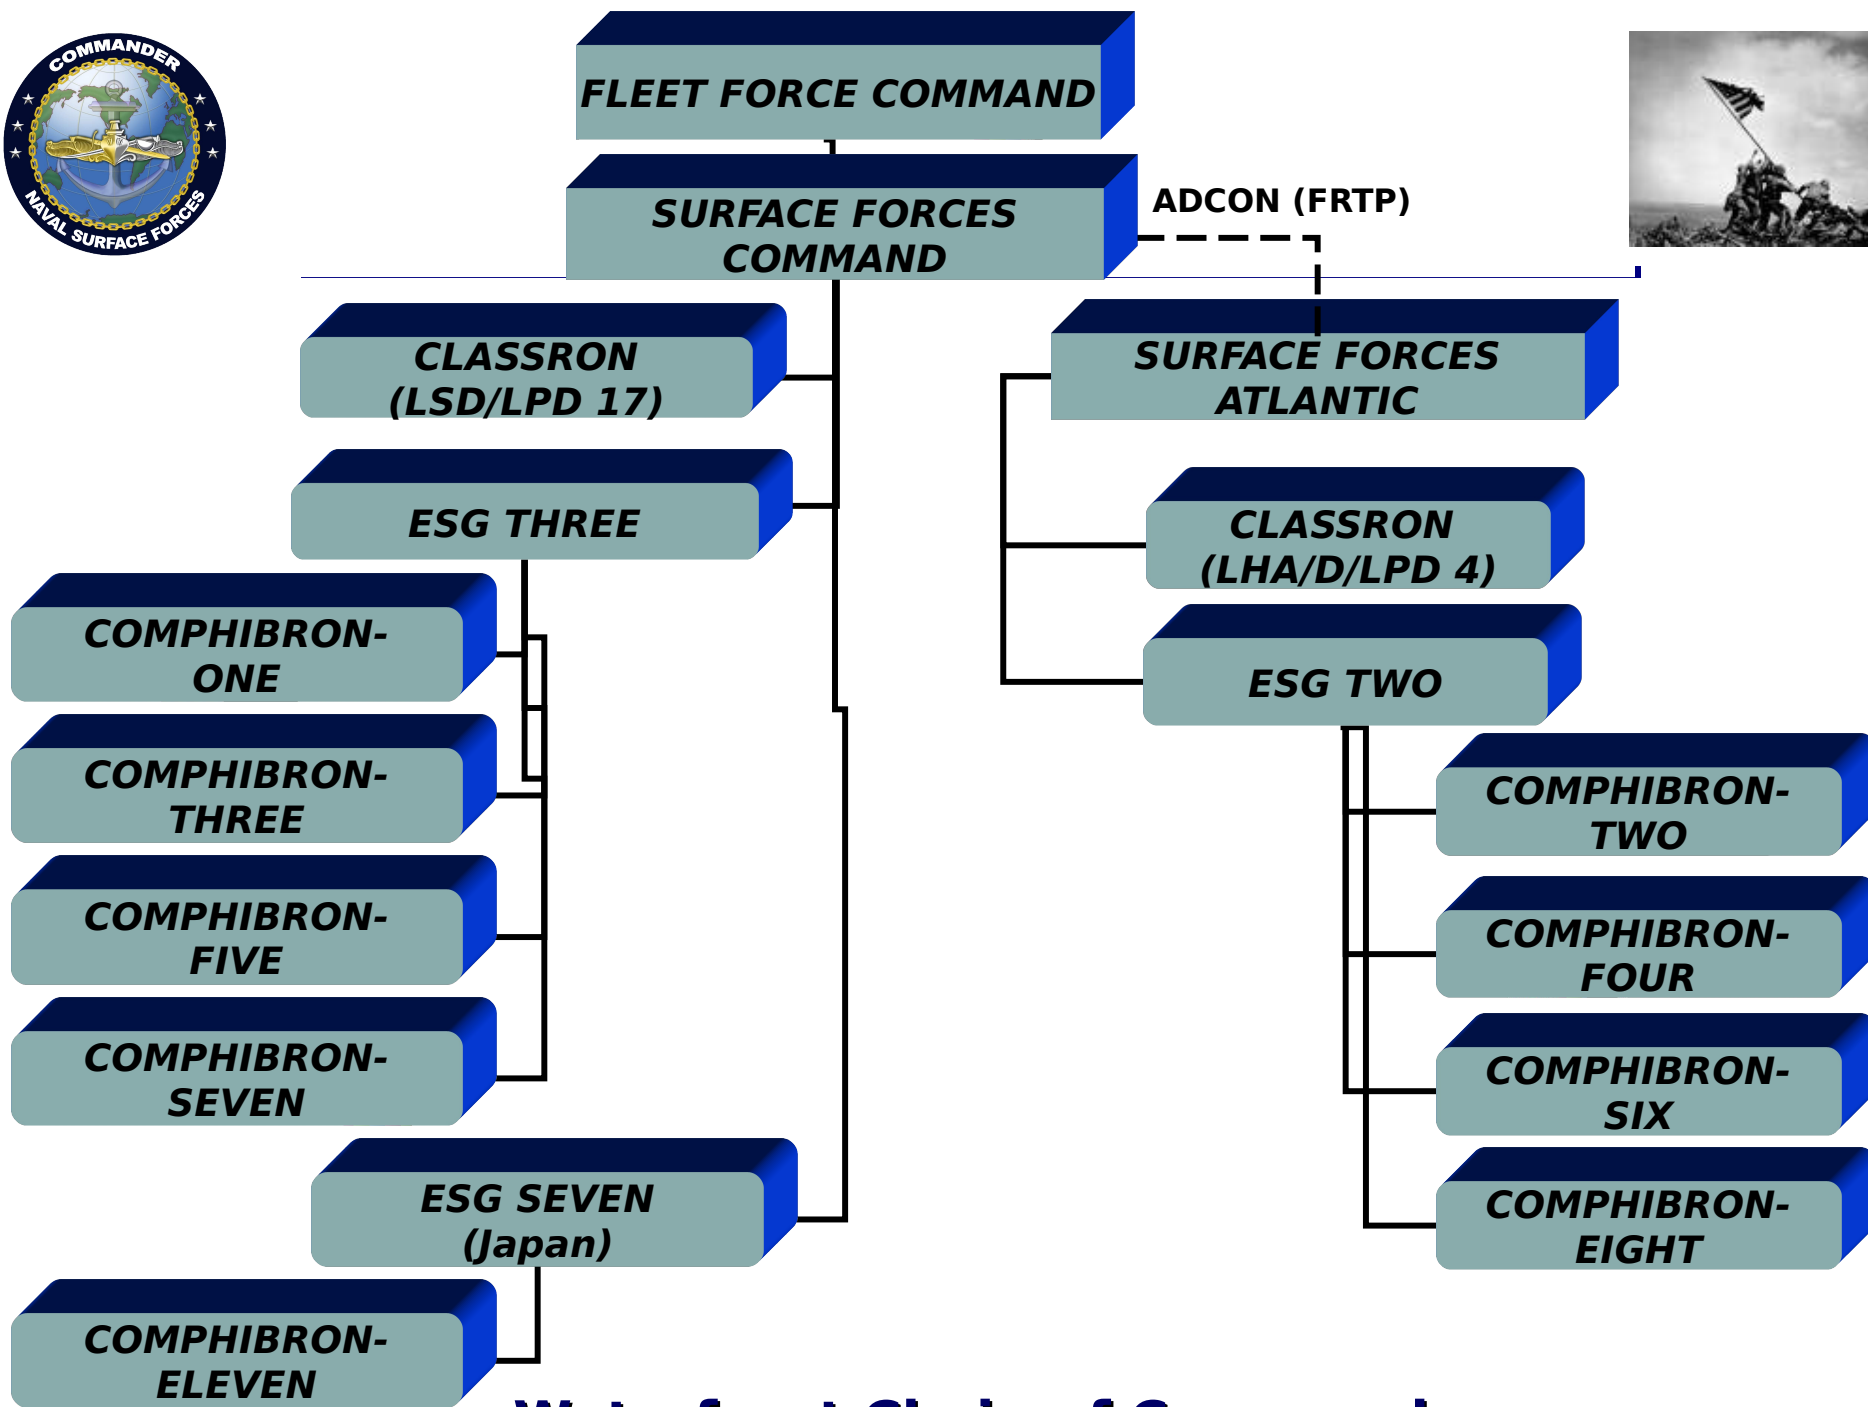 COMMANDER
NAVAL SURFACE FORCES
FLEET FORCE COMMAND
SURFACE FORCES
COMMAND
ADCON (FRTP)
CLASSRON
(LSD/LPD 17)
SURFACE FORCES
ATLANTIC
ESG THREE
CLASSRON
(LHA/D/LPD 4)
COMPHIBRON-
ONE
ESG TWO
COMPHIBRON-
THREE
COMPHIBRON-
TWO
COMPHIBRON-
FIVE
COMPHIBRON-
FOUR
COMPHIBRON-
SEVEN
COMPHIBRON-
SIX
ESG SEVEN
(Japan)
COMPHIBRON-
EIGHT
COMPHIBRON-
ELEVEN